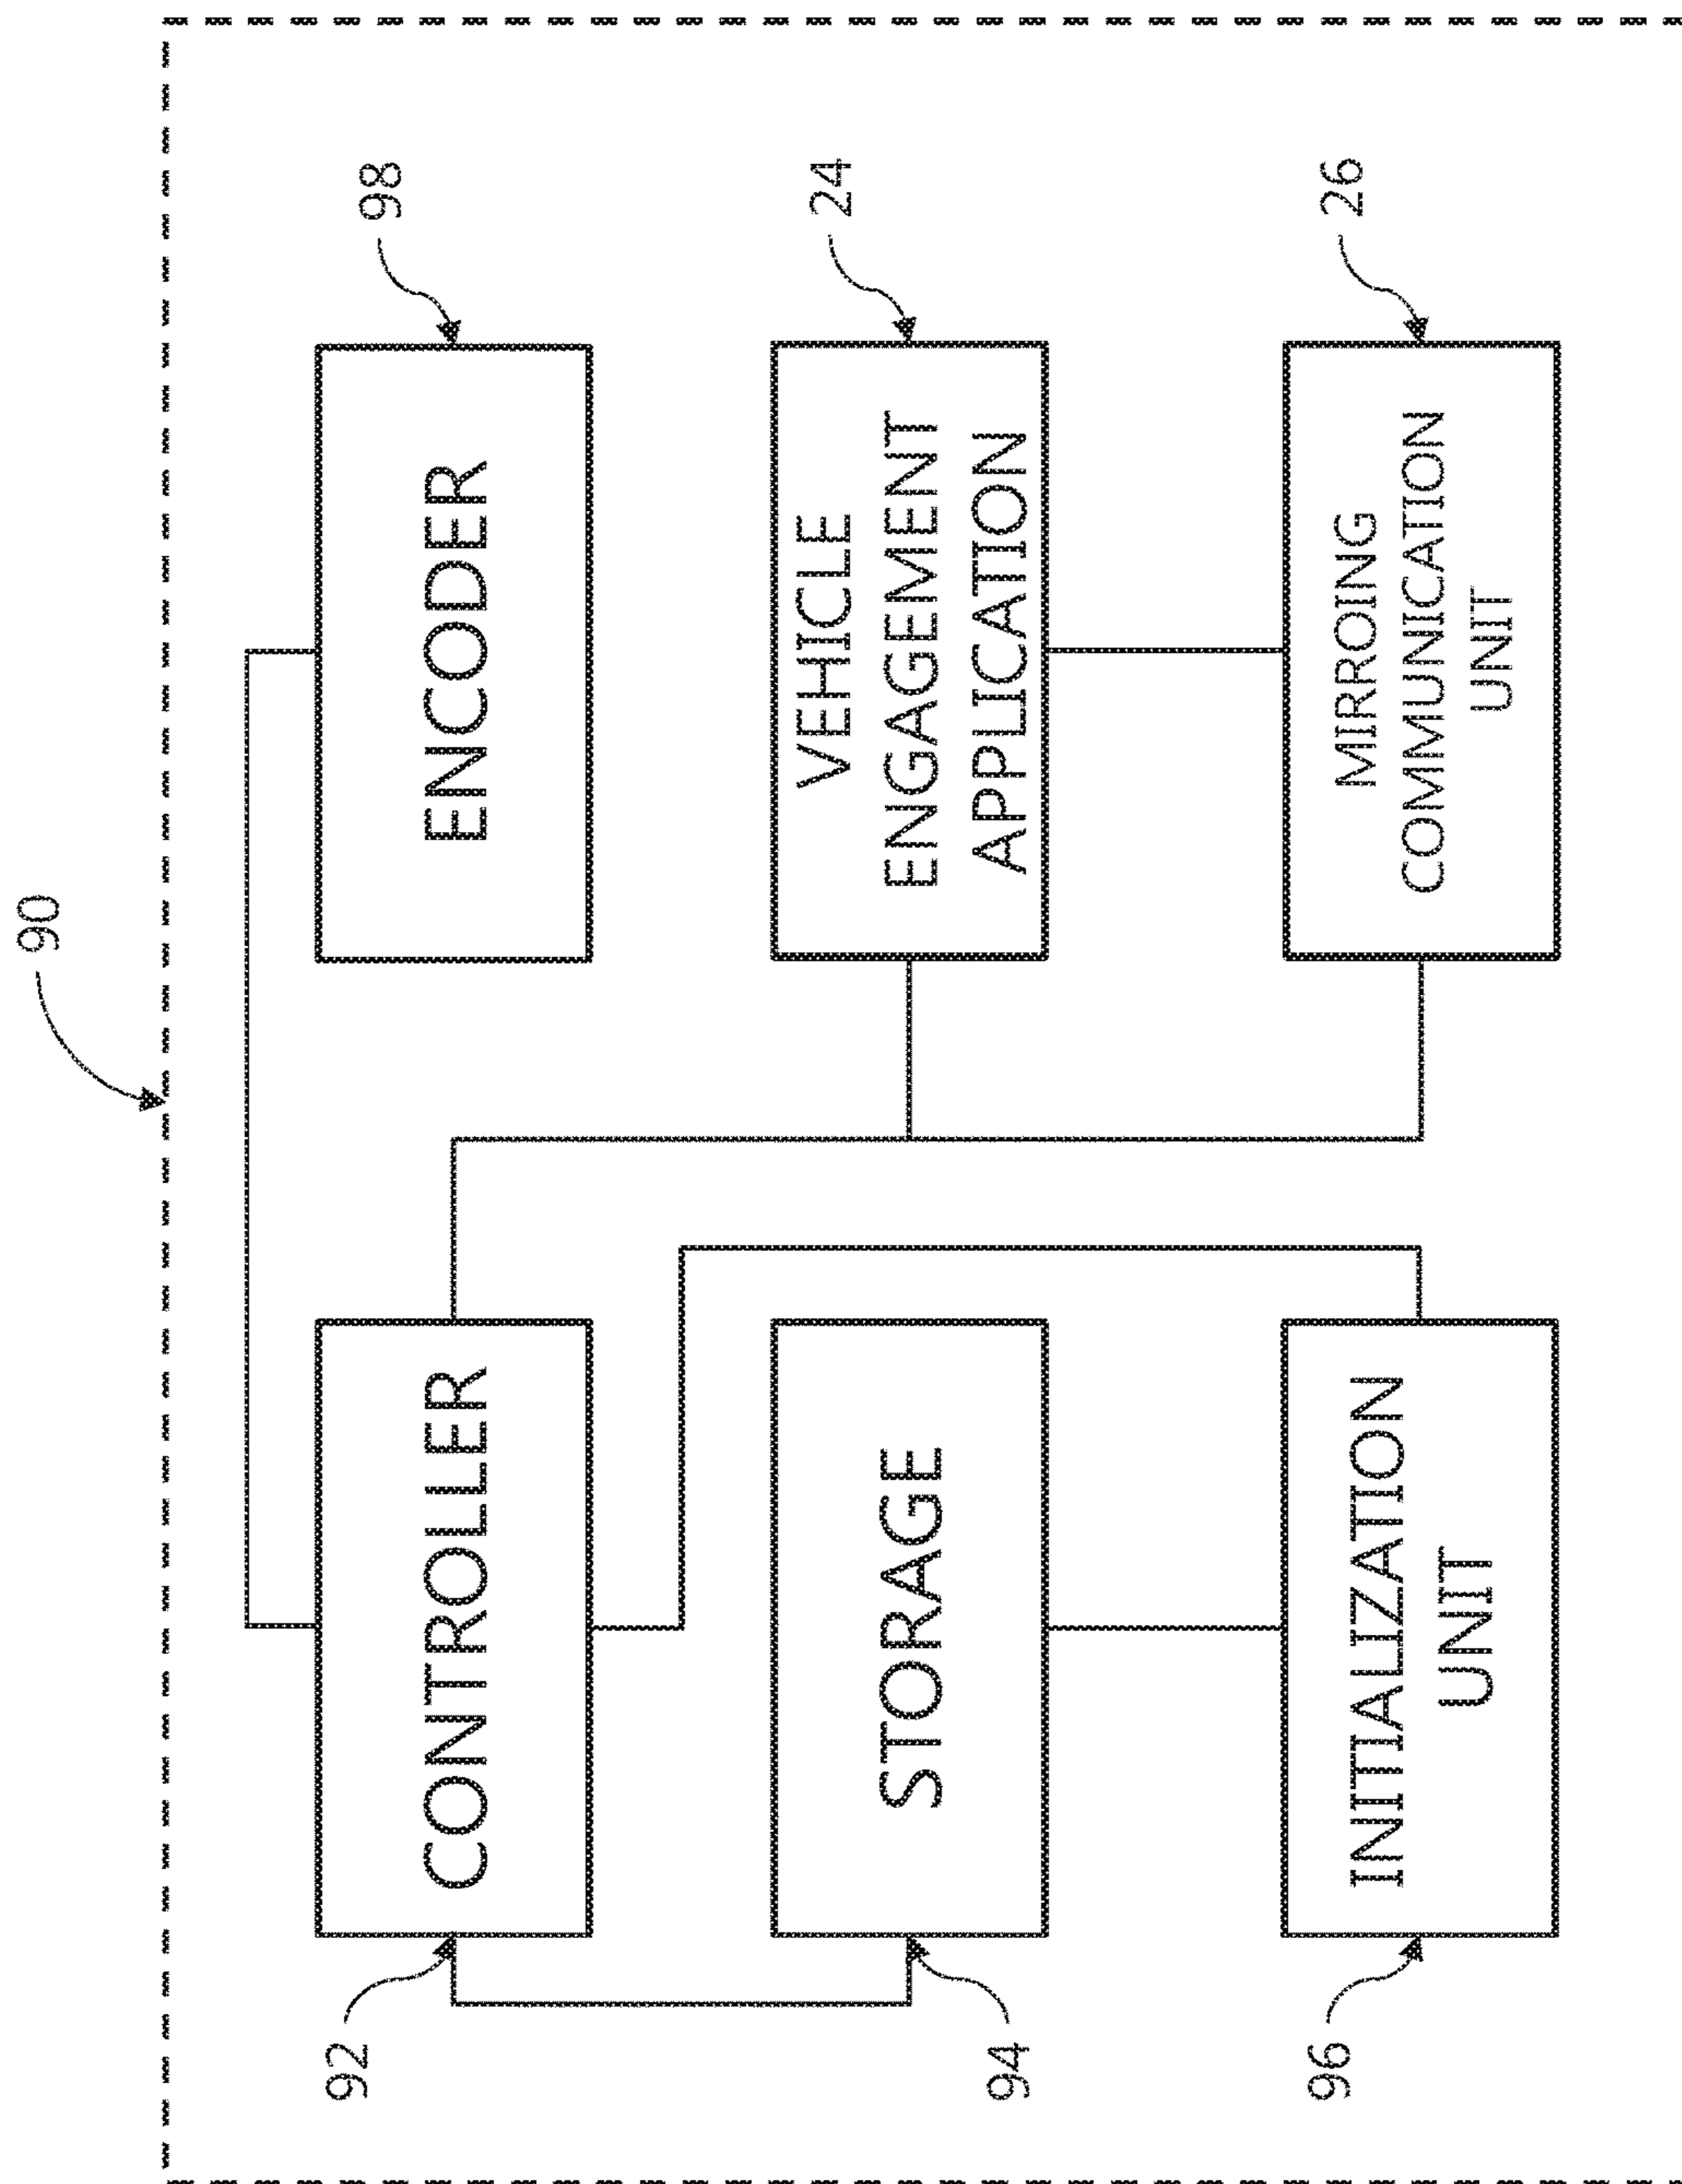 90
92
CONTROLLER
ENCODER
98
94
STORAGE
VEHICLE
ENGAGEMENT
APPLICATION
24
96
INITIALIZATION
UNIT
MIRROING
COMMUNICATION
UNIT
26